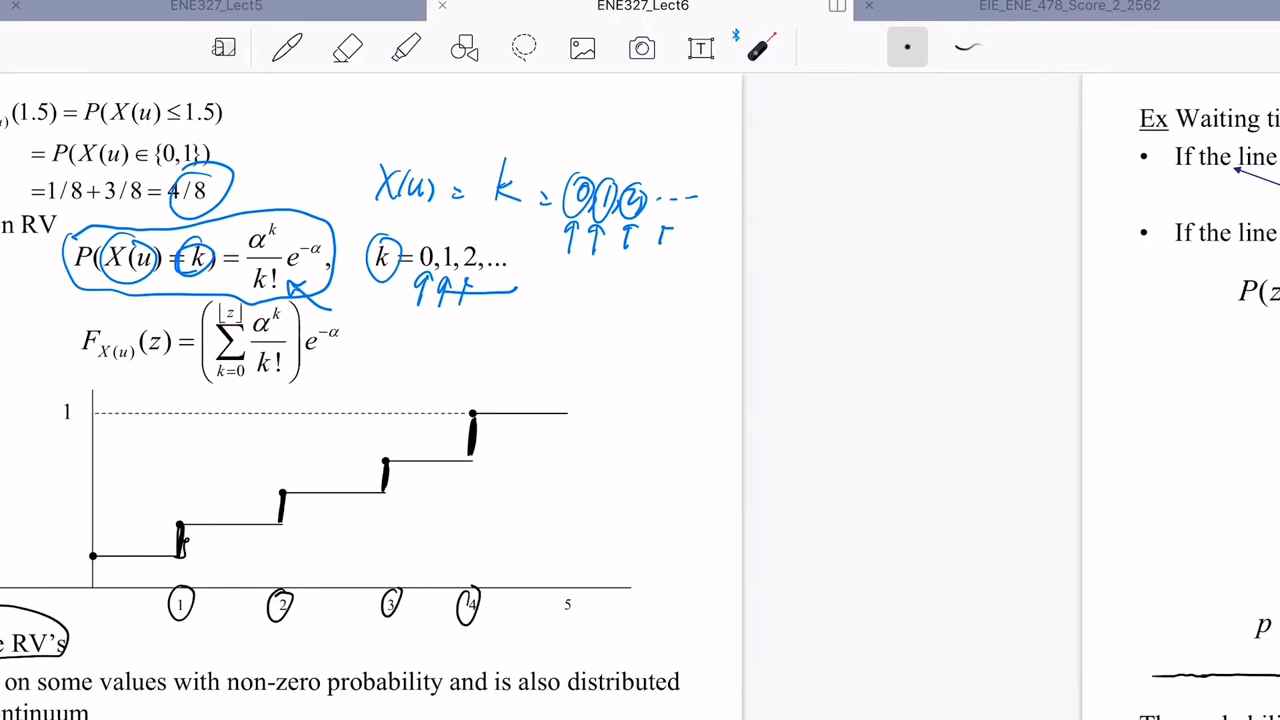 ENE327_Lect5
ENE327_Lect6
EIE_ENE_478_Score_2_2562
(1.5) = P(X(u) ≤ 1.5)
= P(X(u) ∈ {0,1})
=1/8+3/8 = 4/8
n RV
P(X(u) = k) = α^k / k! e^{-α}, k = 0,1,2,...
X(u) = k = 0, 1, 2, ...
F_{X(u)}(z) = ( ∑_{k=0}^{⌊z⌋} α^k / k! ) e^{-α}
1
1 2 3 4 5
e RV's
on some values with non-zero probability and is also distributed
ontinuum
Ex Waiting ti
• If the line
• If the line
P(z
p